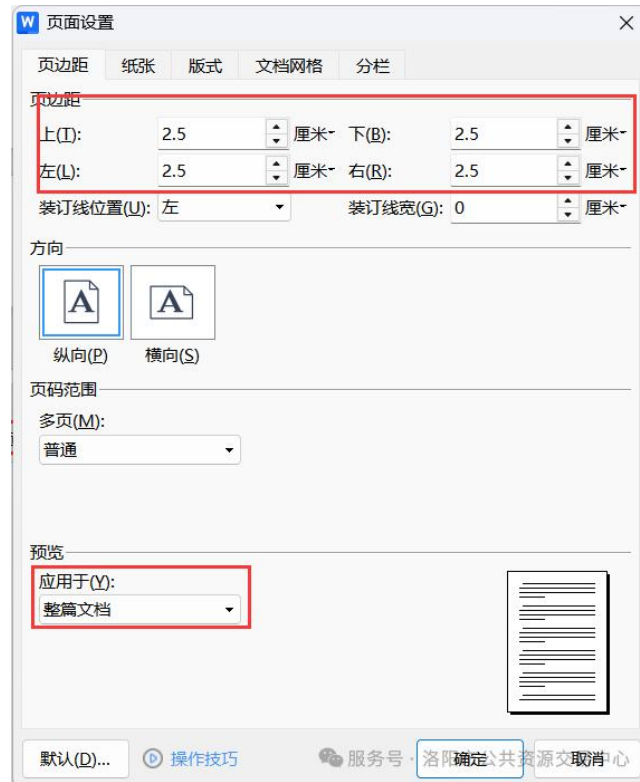 W 页面设置
页边距 纸张 版式 文档网格 分栏
页边距
上(T): 2.5 厘米 下(B): 2.5 厘米
左(L): 2.5 厘米 右(R): 2.5 厘米
装订线位置(U): 左 装订线宽(G): 0 厘米
方向
A A
纵向(P) 横向(S)
页码范围
多页(M):
普通
预览
应用于(Y):
整篇文档
默认(D)... 操作技巧 确定 取消
服务号 · 洛阳 公共资源交 中心